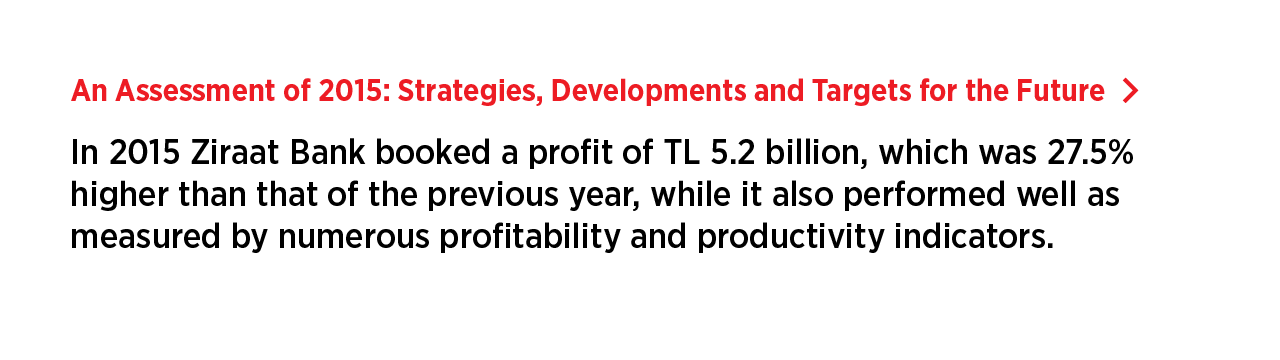 An Assessment of 2015: Strategies, Developments and Targets for the Future >
In 2015 Ziraat Bank booked a profit of TL 5.2 billion, which was 27.5%
higher than that of the previous year, while it also performed well as
measured by numerous profitability and productivity indicators.